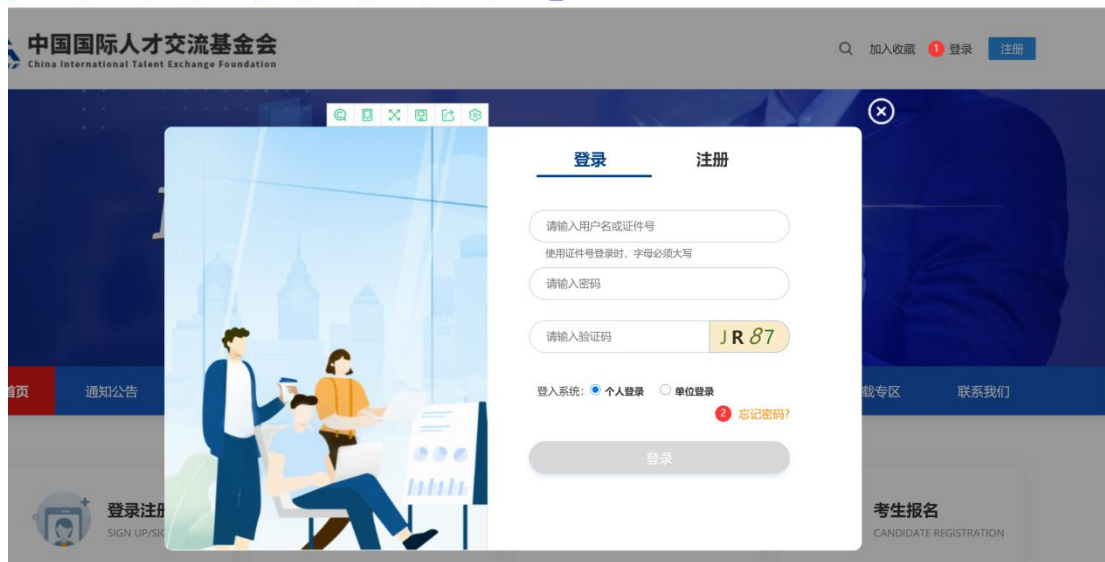 中国国际人才交流基金会
China International Talent Exchange Foundation
加入收藏 1 登录 注册
登录 注册
请输入用户名或证件号
使用证件号登录时，字母必须大写
请输入密码
请输入验证码 JR87
登入系统: 个人登录 单位登录
2 忘记密码?
登录
首页 通知公告 载专区 联系我们
登录注册
SIGN UP/SIG
考生报名
CANDIDATE REGISTRATION